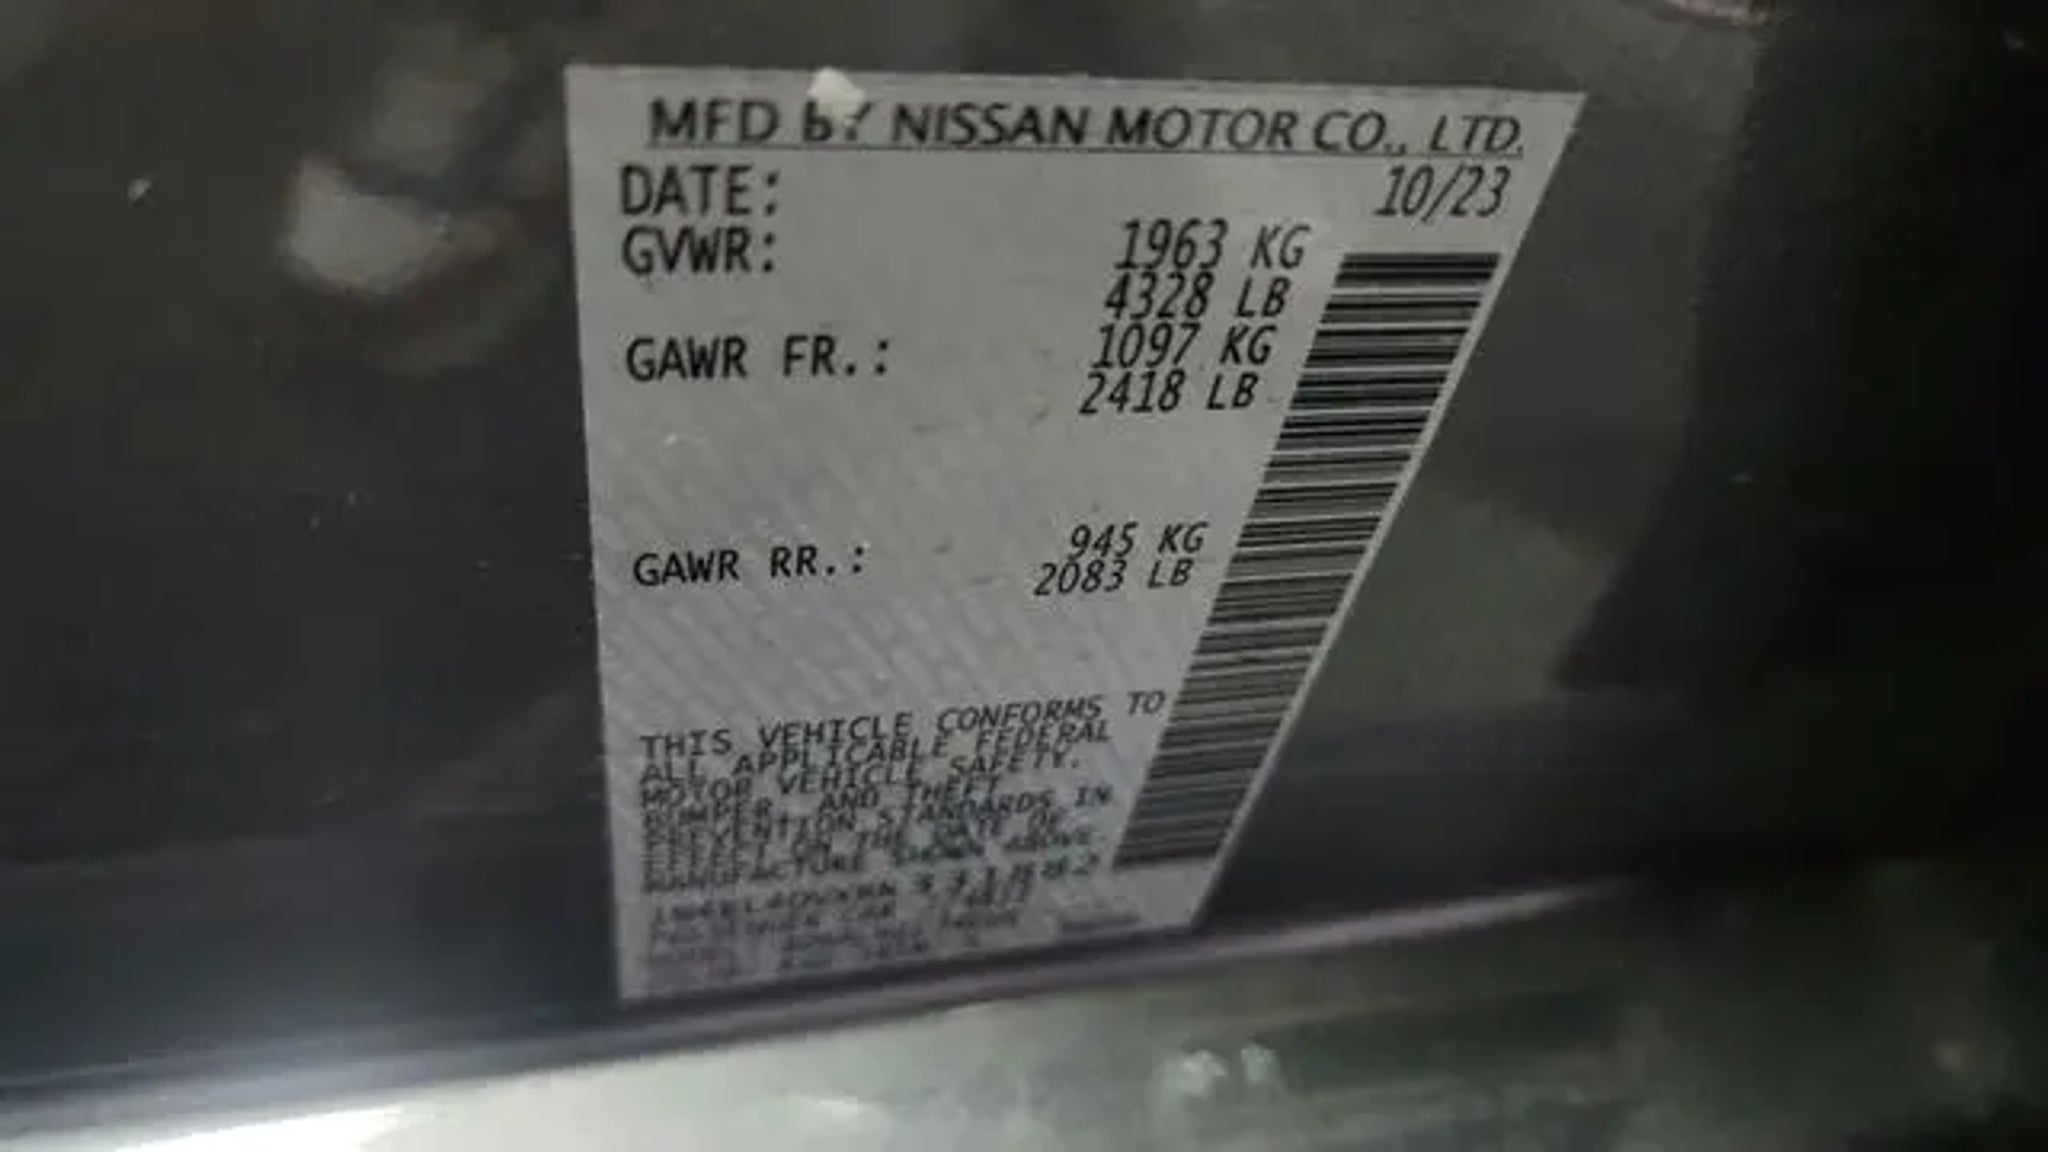 MFD BY NISSAN MOTOR CO., LTD.
DATE: 10/23
GVWR: 1963 KG
4328 LB
GAWR FR.: 1097 KG
2418 LB
GAWR RR.: 945 KG
2083 LB
THIS VEHICLE CONFORMS TO
ALL APPLICABLE FEDERAL
MOTOR VEHICLE SAFETY,
BUMPER, AND THEFT
PREVENTION STANDARDS IN
EFFECT ON THE DATE OF
MANUFACTURE SHOWN ABOVE